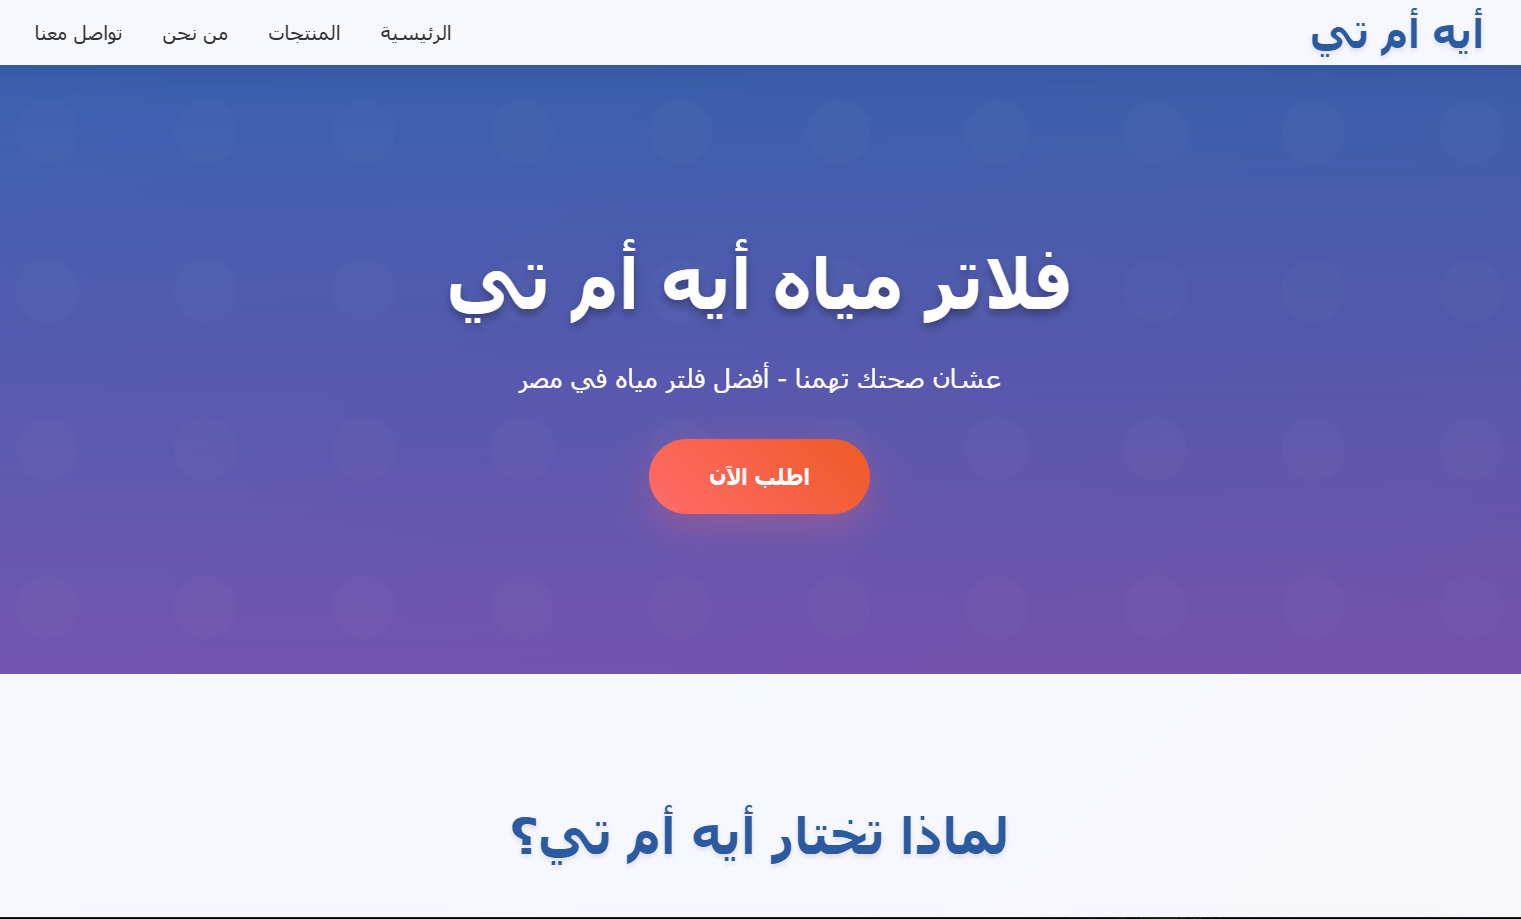 أيه أم تي
الرئيسية
المنتجات
من نحن
تواصل معنا
فلاتر مياه أيه أم تي
عشان صحتك تهمنا - أفضل فلتر مياه في مصر
اطلب الآن
لماذا تختار أيه أم تي؟